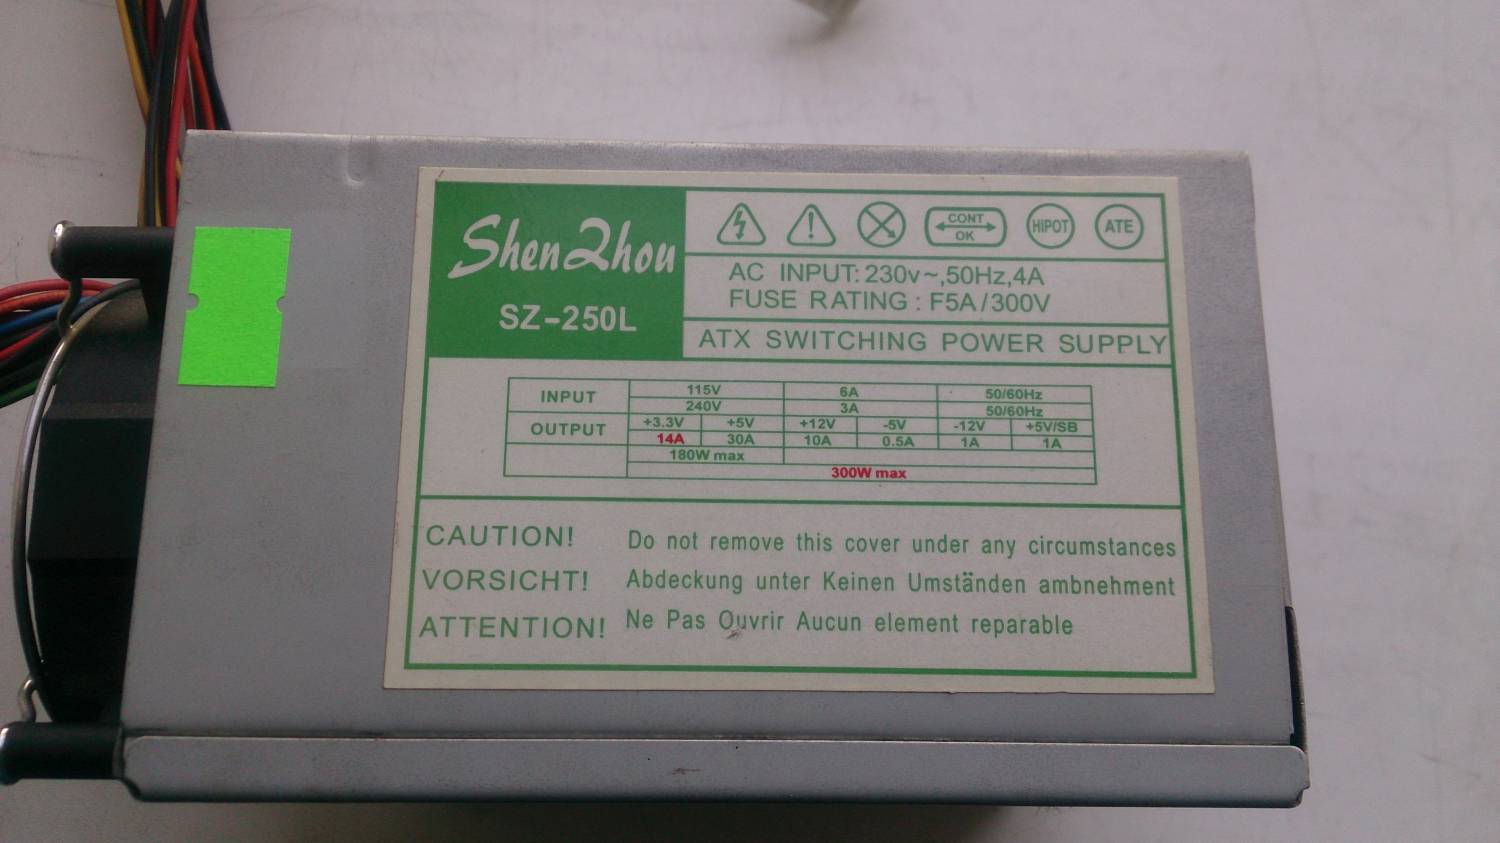 ShenZhou
SZ-250L
CONT
OK
HIPOT
ATE
AC INPUT: 230v~,50Hz,4A
FUSE RATING : F5A/300V
ATX SWITCHING POWER SUPPLY
INPUT 115V 6A 50/60Hz
240V 3A 50/60Hz
OUTPUT +3.3V +5V +12V -5V -12V +5V/SB
14A 30A 10A 0.5A 1A 1A
180W max
300W max
CAUTION! Do not remove this cover under any circumstances
VORSICHT! Abdeckung unter Keinen Umständen ambnehment
ATTENTION! Ne Pas Ouvrir Aucun element reparable